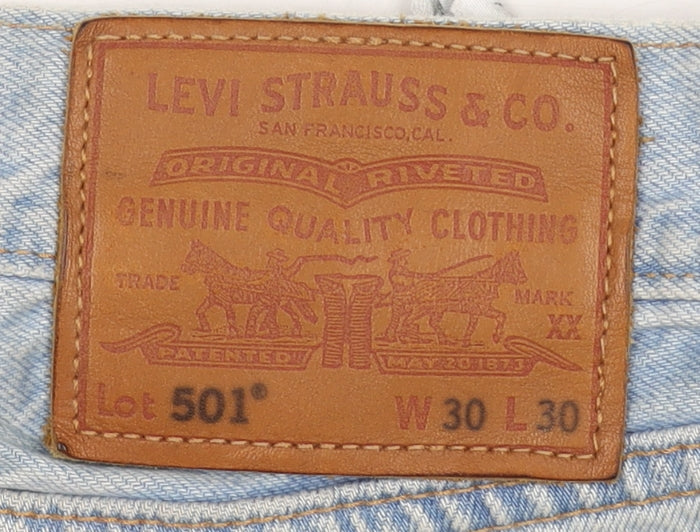 LEVI STRAUSS & CO.
SAN FRANCISCO, CAL.
ORIGINAL RIVETED
GENUINE QUALITY CLOTHING
TRADE MARK
XX
PATENTED MAY 20 1873
Lot 501® W 30 L 30